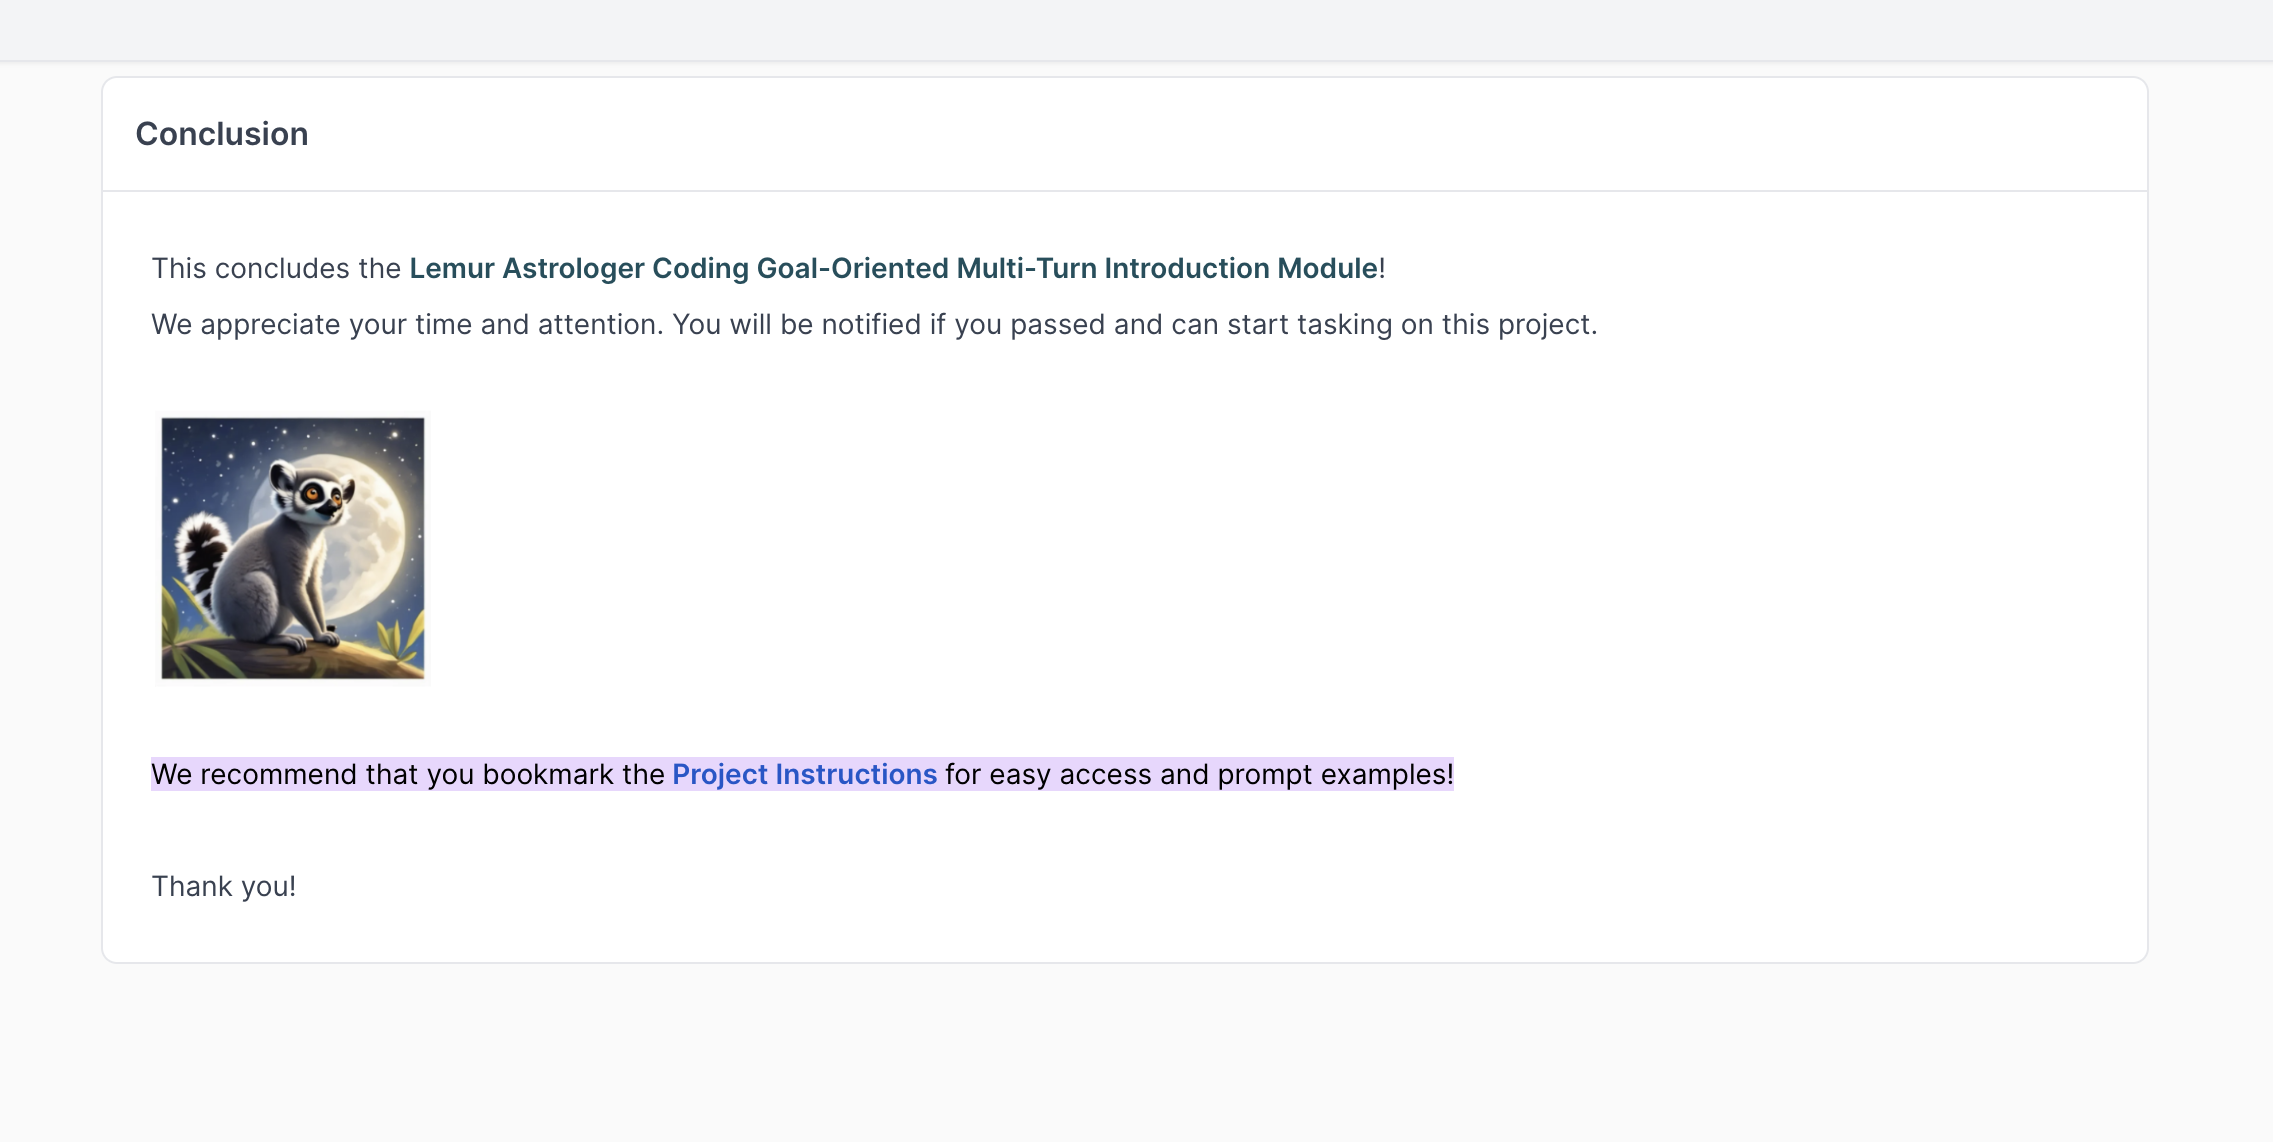 Conclusion
This concludes the Lemur Astrologer Coding Goal-Oriented Multi-Turn Introduction Module!
We appreciate your time and attention. You will be notified if you passed and can start tasking on this project.
We recommend that you bookmark the Project Instructions for easy access and prompt examples!
Thank you!